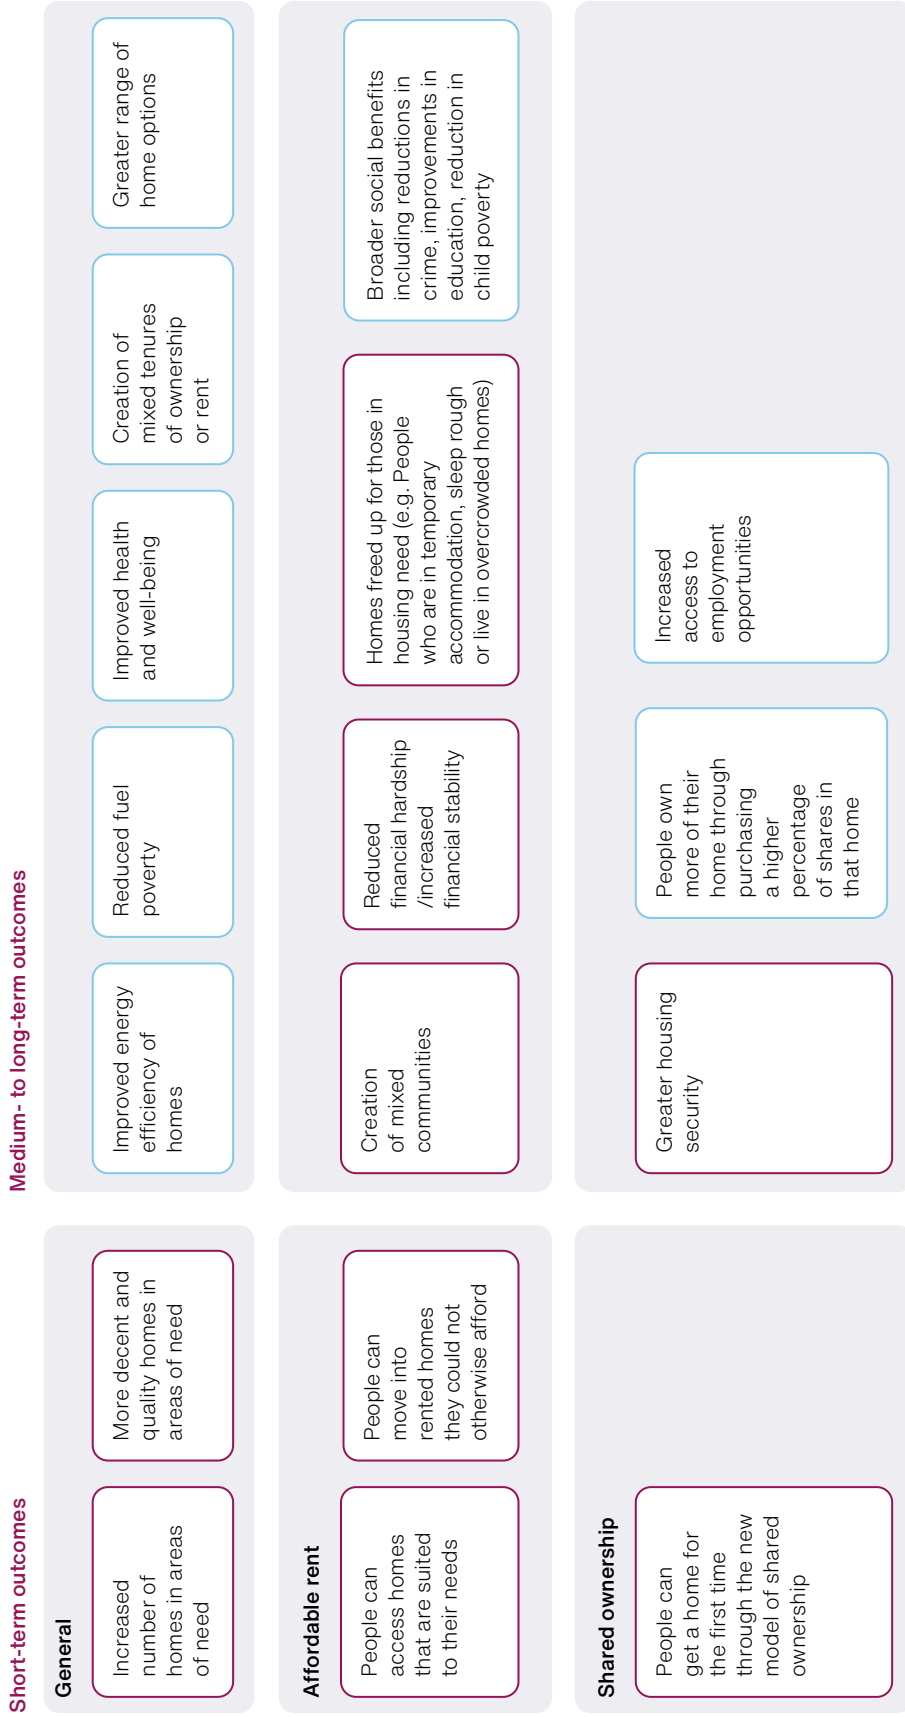 Short-term outcomes
Medium- to long-term outcomes
General
Increased
number of
homes in areas
of need
More decent and
quality homes in
areas of need
Improved energy
efficiency of
homes
Reduced fuel
poverty
Improved health
and well-being
Creation of
mixed tenures
of ownership
or rent
Greater range of
home options
Affordable rent
People can
access homes
that are suited
to their needs
People can
move into
rented homes
they could not
otherwise afford
Creation
of mixed
communities
Reduced
financial hardship
/increased
financial stability
Homes freed up for those in
housing need (e.g. People
who are in temporary
accommodation, sleep rough
or live in overcrowded homes)
Broader social benefits
including reductions in
crime, improvements in
education, reduction in
child poverty
Shared ownership
People can
get a home for
the first time
through the new
model of shared
ownership
Greater housing
security
People own
more of their
home through
purchasing
a higher
percentage
of shares in
that home
Increased
access to
employment
opportunities